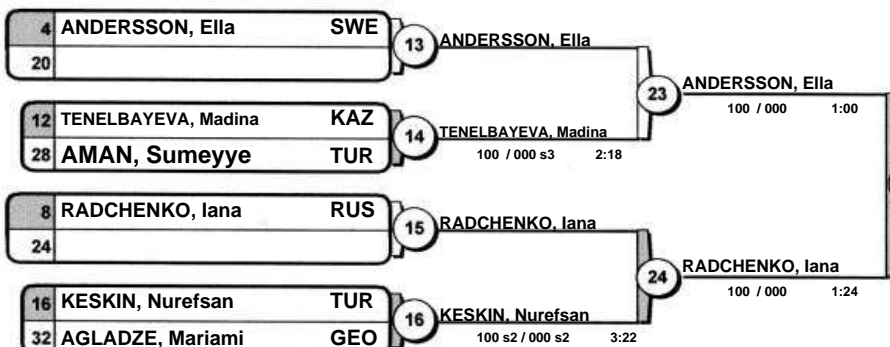 4 ANDERSSON, Ella SWE
20
13 ANDERSSON, Ella
12 TENELBAYEVA, Madina KAZ
28 AMAN, Sumeyye TUR
14 TENELBAYEVA, Madina
100 / 000 s3 2:18
23 ANDERSSON, Ella
100 / 000 1:00
8 RADCHENKO, Iana RUS
24
15 RADCHENKO, Iana
16 KESKIN, Nurefsan TUR
32 AGLADZE, Mariami GEO
16 KESKIN, Nurefsan
100 s2 / 000 s2 3:22
24 RADCHENKO, Iana
100 / 000 1:24